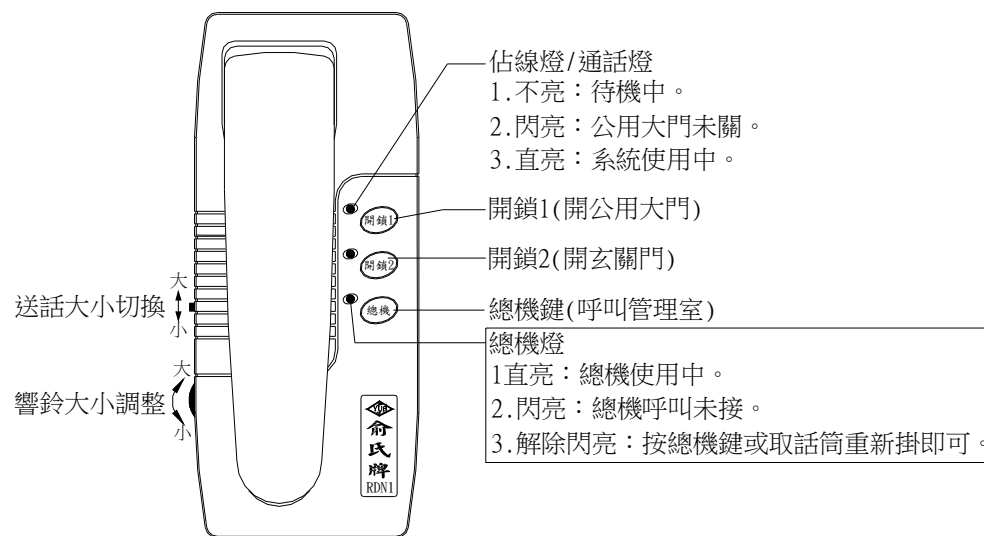 佔線燈/通話燈
1.不亮：待機中。
2.閃亮：公用大門未關。
3.直亮：系統使用中。
開鎖1
開鎖1(開公用大門)
開鎖2
開鎖2(開玄關門)
總機
總機鍵(呼叫管理室)
總機燈
1直亮：總機使用中。
2.閃亮：總機呼叫未接。
3.解除閃亮：按總機鍵或取話筒重新掛即可。
大
送話大小切換
小
大
響鈴大小調整
小
YUS
俞氏牌
RDN1